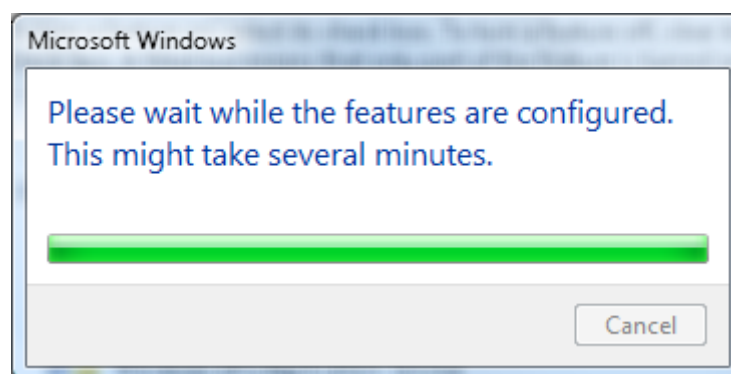 Microsoft Windows
Please wait while the features are configured.
This might take several minutes.
Cancel